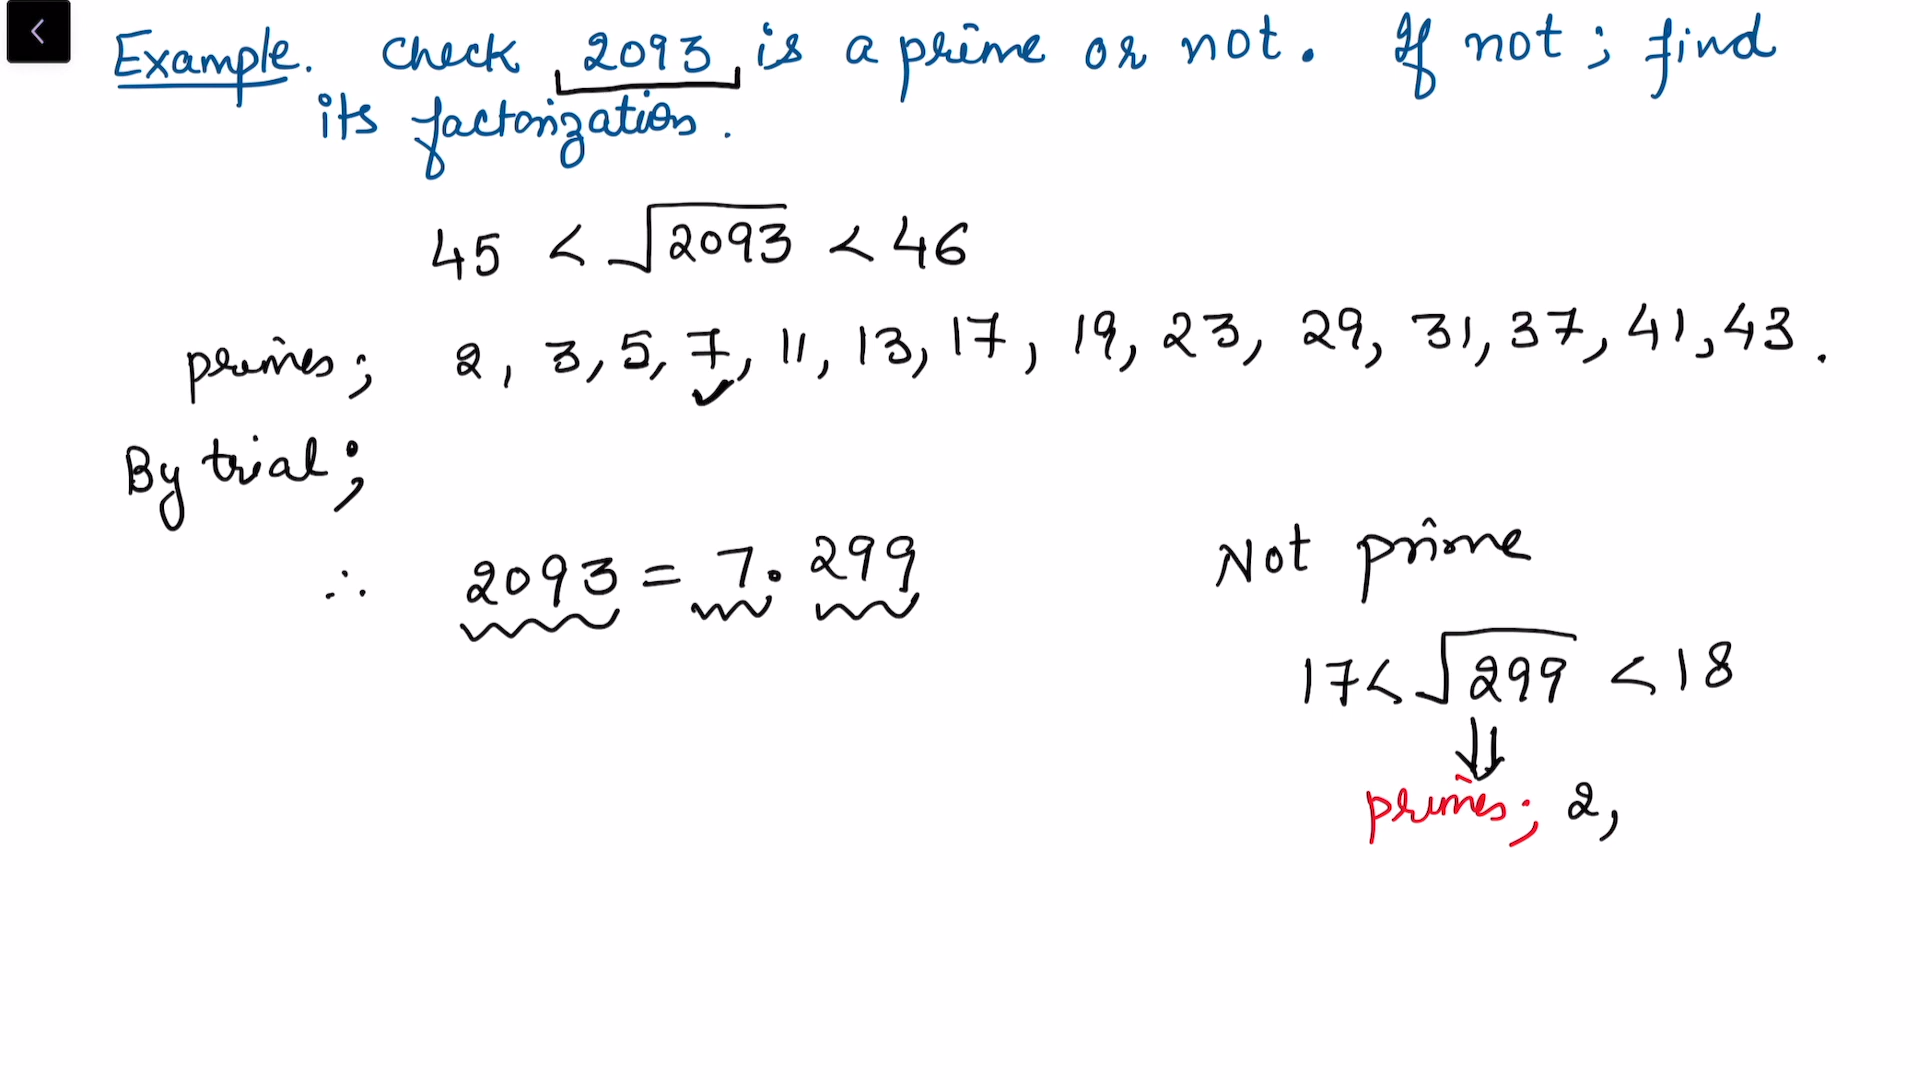 Example. Check 2093 is a prime or not. If not; find
its factorization.
45 < √2093 < 46
primes; 2, 3, 5, 7, 11, 13, 17, 19, 23, 29, 31, 37, 41, 43.
By trial;
∴ 2093 = 7. 299
Not prime
17 < √299 < 18
⇓
primes; 2,